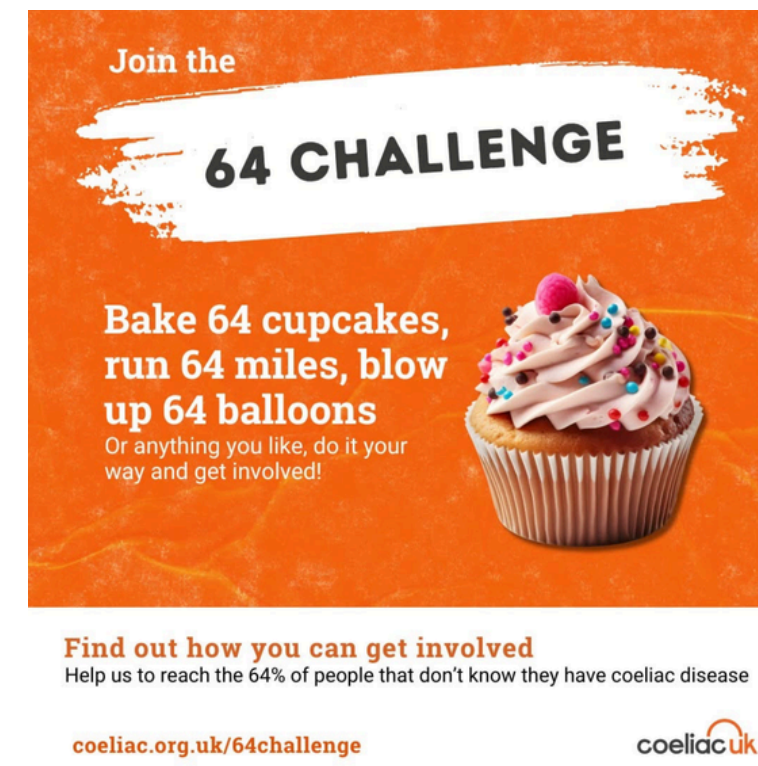 Join the
64 CHALLENGE
Bake 64 cupcakes,
run 64 miles, blow
up 64 balloons
Or anything you like, do it your
way and get involved!
Find out how you can get involved
Help us to reach the 64% of people that don't know they have coeliac disease
coeliac.org.uk/64challenge
coeliac uk